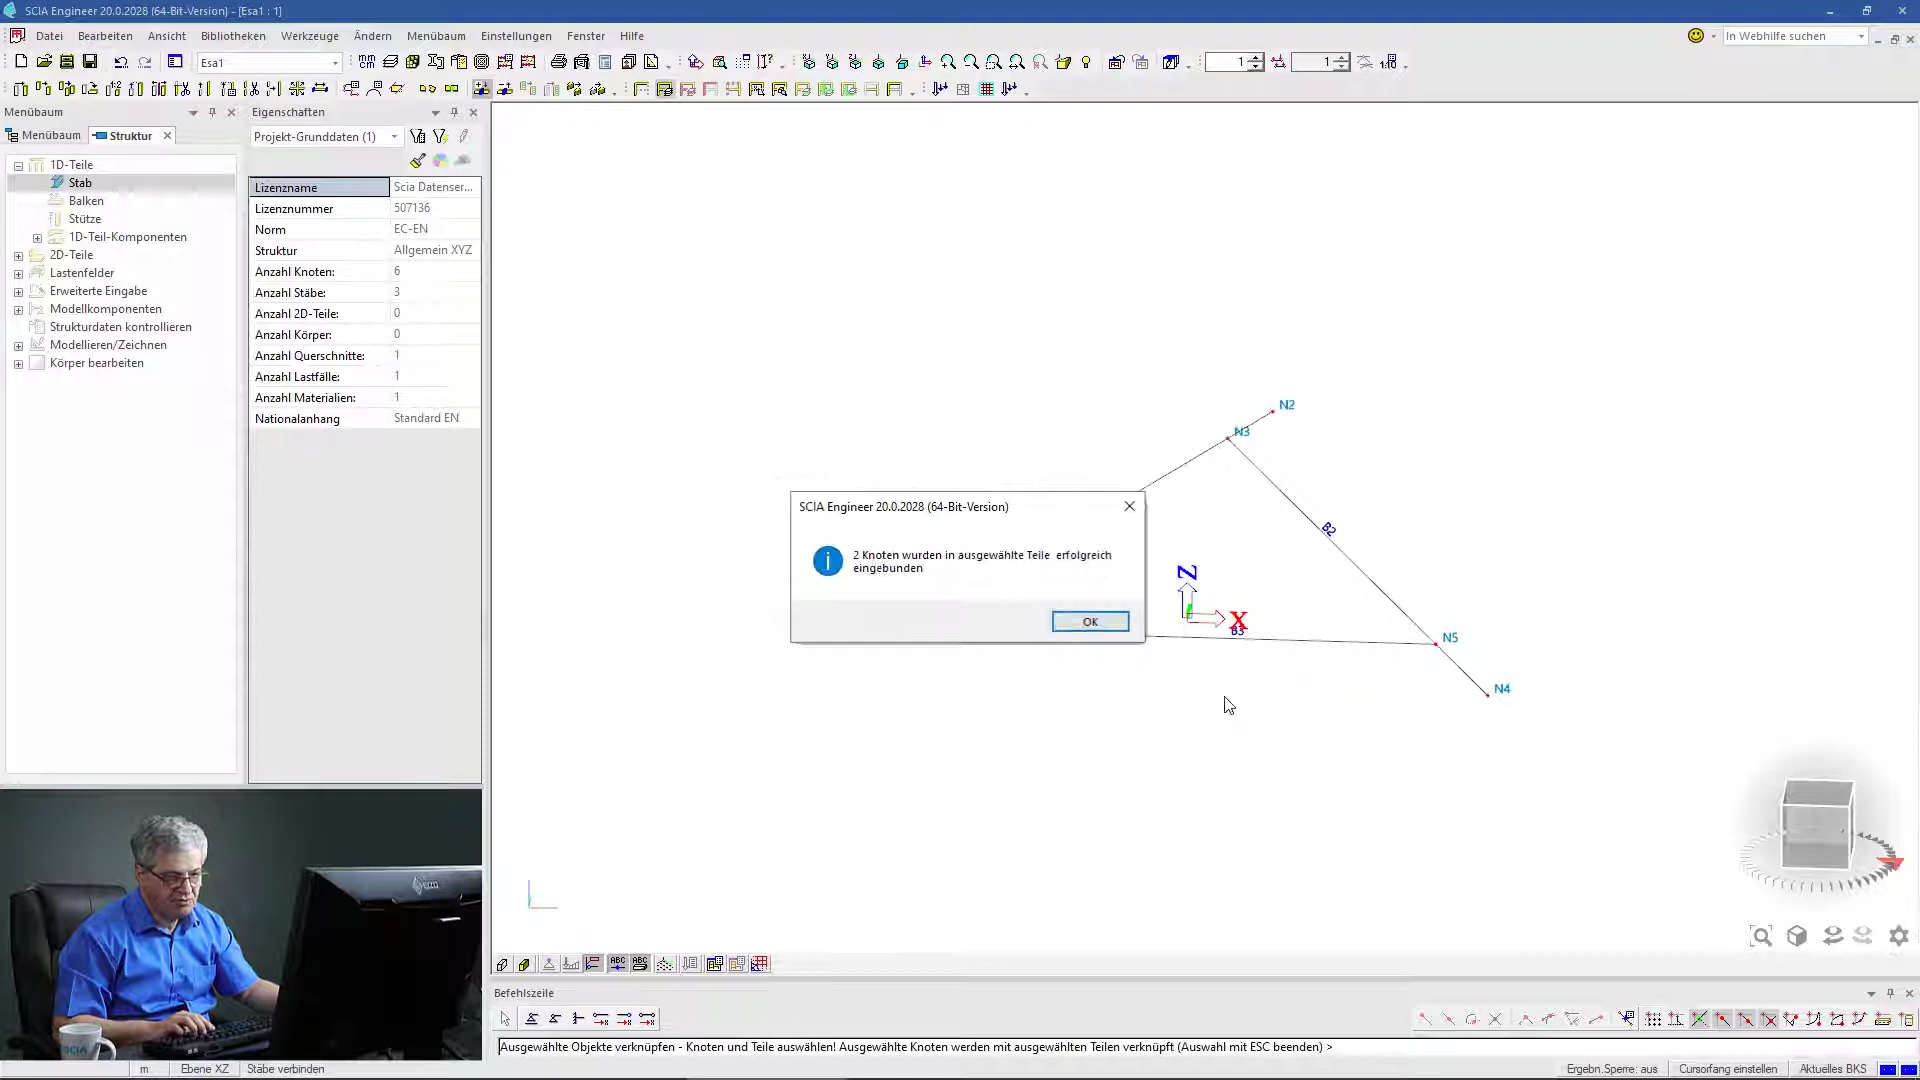 SCIA Engineer 20.0.2028 (64-Bit-Version) - [Esa1 : 1]
Datei Bearbeiten Ansicht Bibliotheken Werkzeuge Ändern Menübaum Einstellungen Fenster Hilfe
In Webhilfe suchen
Esa1
1
1
Menübaum
Menübaum Struktur
1D-Teile
Stab
Balken
Stütze
1D-Teil-Komponenten
2D-Teile
Lastenfelder
Erweiterte Eingabe
Modellkomponenten
Strukturdaten kontrollieren
Modellieren/Zeichnen
Körper bearbeiten
Eigenschaften
Projekt-Grunddaten (1)
Lizenzname Scia Datenser...
Lizenznummer 507136
Norm EC-EN
Struktur Allgemein XYZ
Anzahl Knoten: 6
Anzahl Stäbe: 3
Anzahl 2D-Teile: 0
Anzahl Körper: 0
Anzahl Querschnitte: 1
Anzahl Lastfälle: 1
Anzahl Materialien: 1
Nationalanhang Standard EN
N2
N3
B2
Z
X
B3
N5
N4
SCIA Engineer 20.0.2028 (64-Bit-Version)
2 Knoten wurden in ausgewählte Teile erfolgreich
eingebunden
OK
SCIA
Befehlszeile
Ausgewählte Objekte verknüpfen - Knoten und Teile auswählen! Ausgewählte Knoten werden mit ausgewählten Teilen verknüpft (Auswahl mit ESC beenden) >
m Ebene XZ Stäbe verbinden
Ergebn.Sperre: aus Cursorfang einstellen Aktuelles BKS